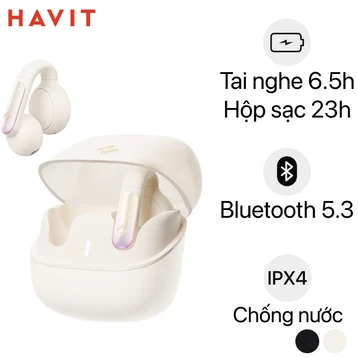 HAVIT
Tai nghe 6.5h
Hộp sạc 23h
Bluetooth 5.3
IPX4
Chống nước